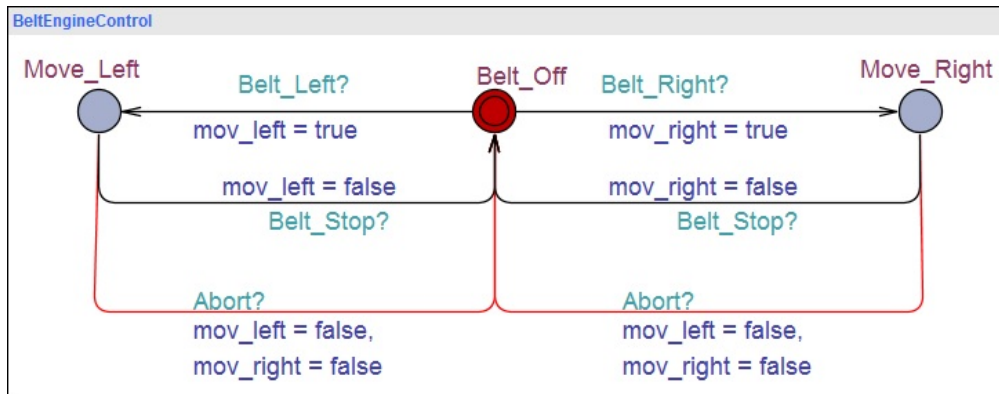 BeltEngineControl
Move_Left
Belt_Off
Move_Right
Belt_Left?
Belt_Right?
mov_left = true
mov_right = true
mov_left = false
mov_right = false
Belt_Stop?
Belt_Stop?
Abort?
mov_left = false,
mov_right = false
Abort?
mov_left = false,
mov_right = false